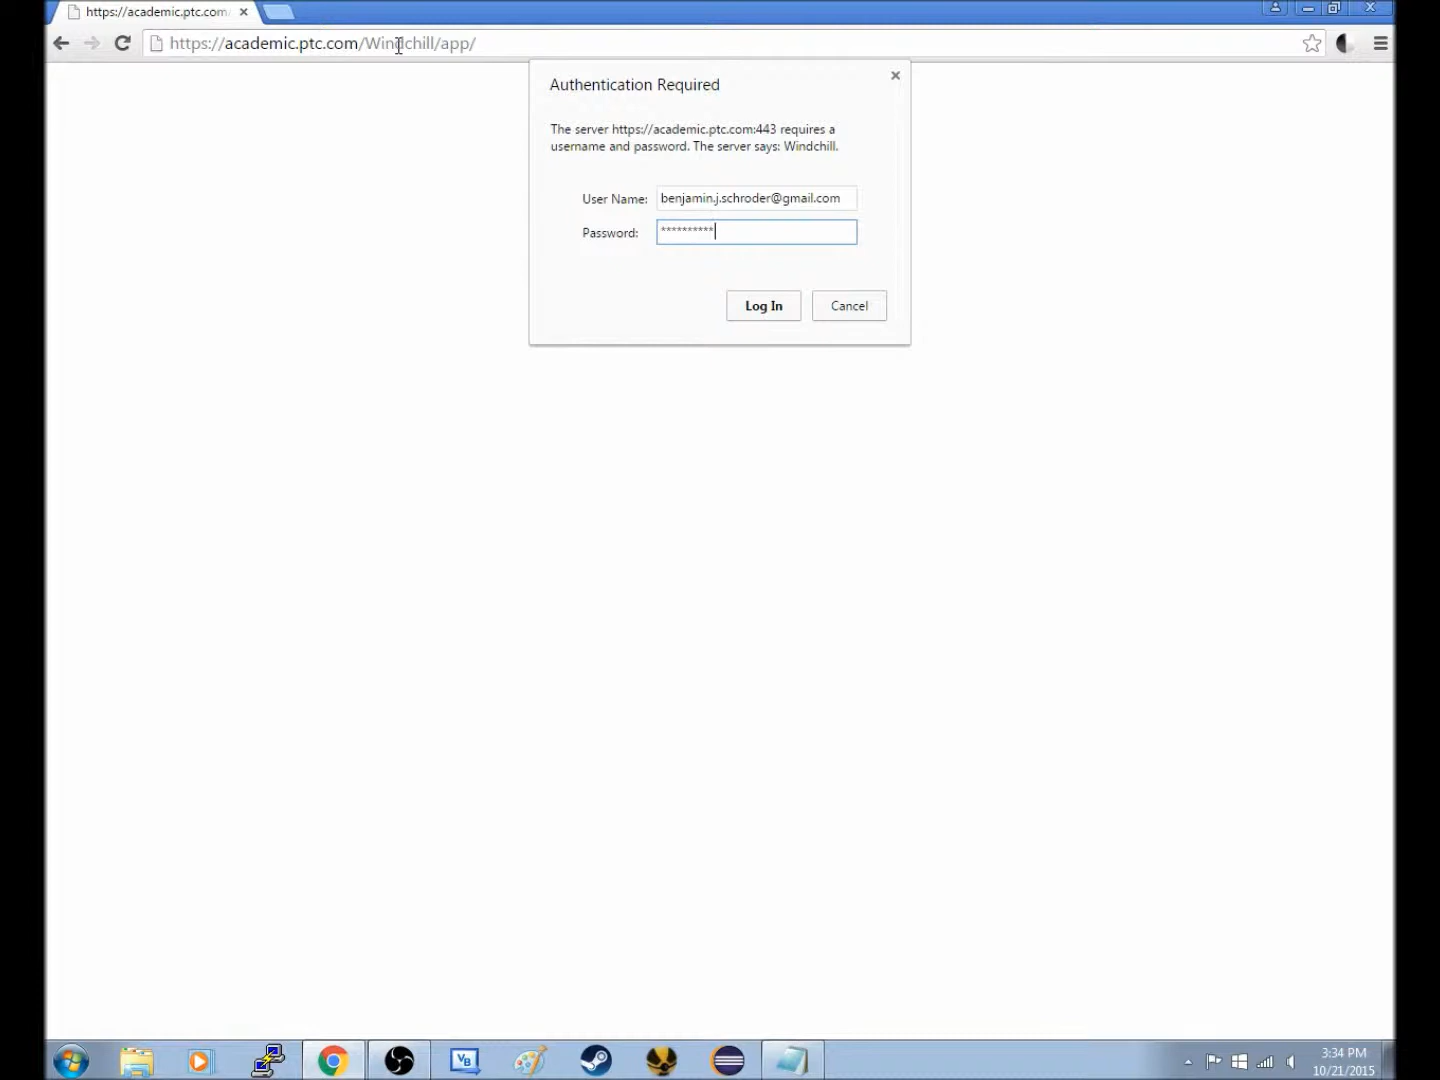 https://academic.ptc.com
https://academic.ptc.com/Windchill/app/
Authentication Required
The server https://academic.ptc.com:443 requires a
username and password. The server says: Windchill.
User Name: benjamin.j.schroder@gmail.com
Password: **********
Log In Cancel
VB
3:34 PM
10/21/2015